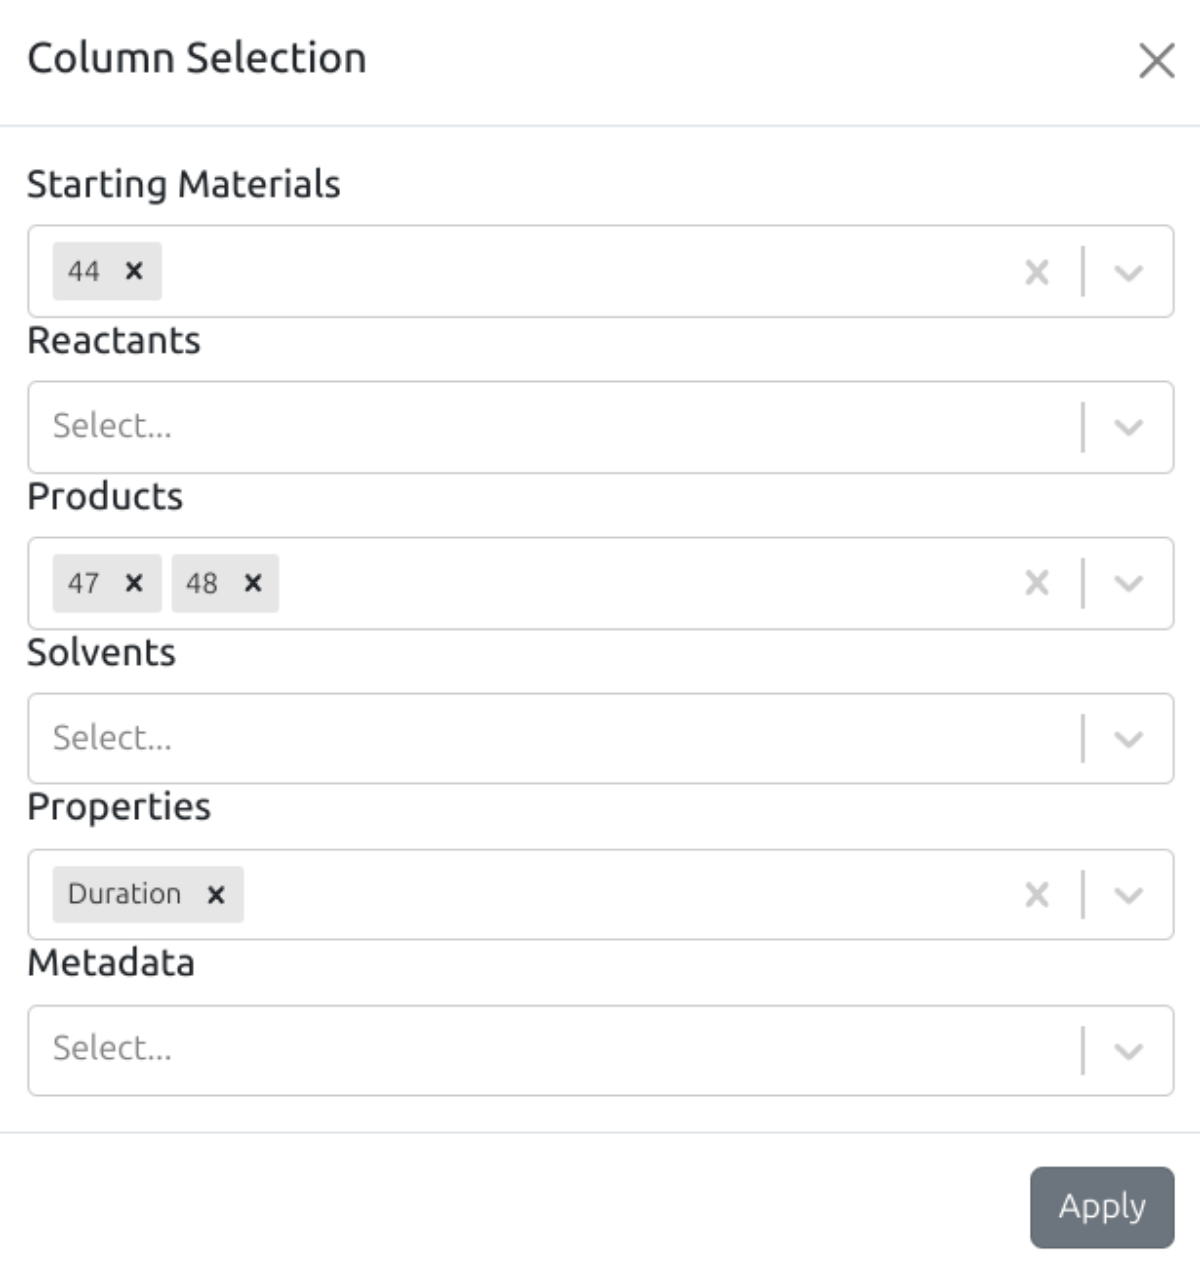 Column Selection
Starting Materials
44
Reactants
Select...
Products
47 48
Solvents
Select...
Properties
Duration
Metadata
Select...
Apply